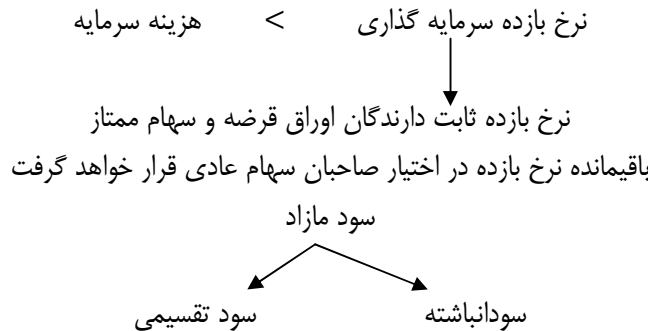 نرخ بازده سرمایه گذاری < هزینه سرمایه
نرخ بازده ثابت دارندگان اوراق قرضه و سهام ممتاز
باقیمانده نرخ بازده در اختیار صاحبان سهام عادی قرار خواهد گرفت
سود مازاد
سودانباشته سود تقسیمی